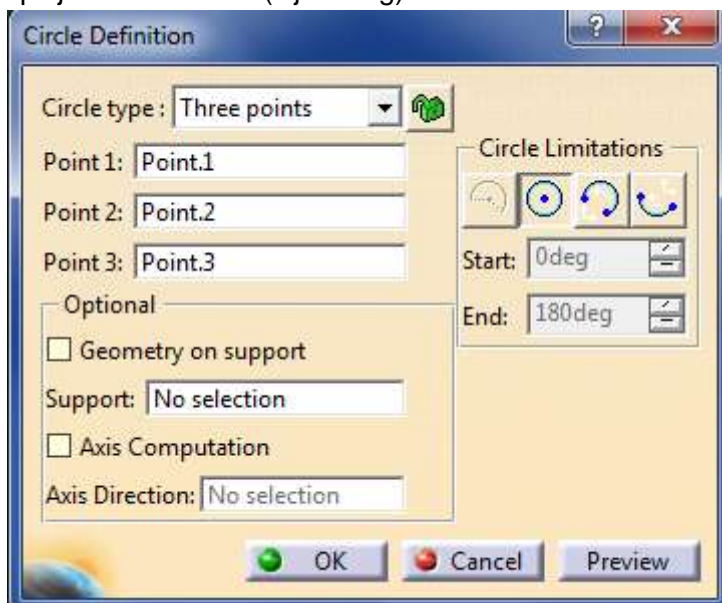 Circle Definition
?
X
Circle type : Three points
Point 1: Point.1
Point 2: Point.2
Point 3: Point.3
Circle Limitations
Start: 0deg
End: 180deg
Optional
Geometry on support
Support: No selection
Axis Computation
Axis Direction: No selection
OK
Cancel
Preview